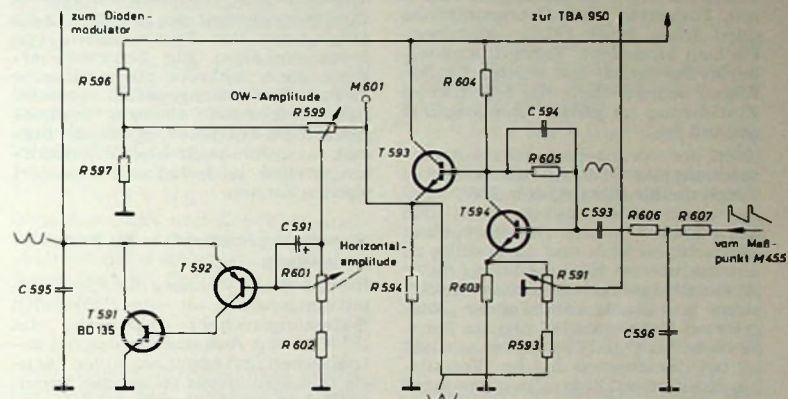 zum Dioden-
modulator
zur TBA 950
R 596
M 601
R 604
OW-Amplitude
R 599
C 594
R 597
T 593
R 605
T 594
C 593
R 606
R 607
C 591
+
Horizontal-
amplitude
vom Meß-
punkt M455
T 592
R 601
R 591
C 595
R 594
R 603
T 591
BD 135
R 602
R 593
C 596